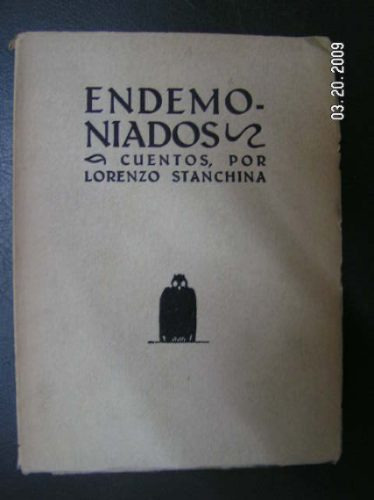 ENDEMO-
NIADOS
CUENTOS, POR
LORENZO STANCHINA
03.20.2009